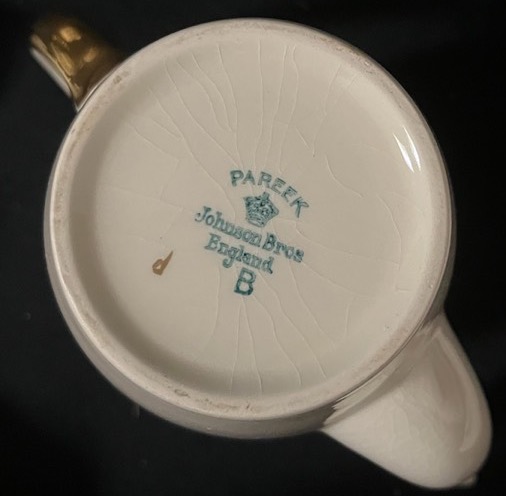 PAREEK
Johnson Bros
England
B
d